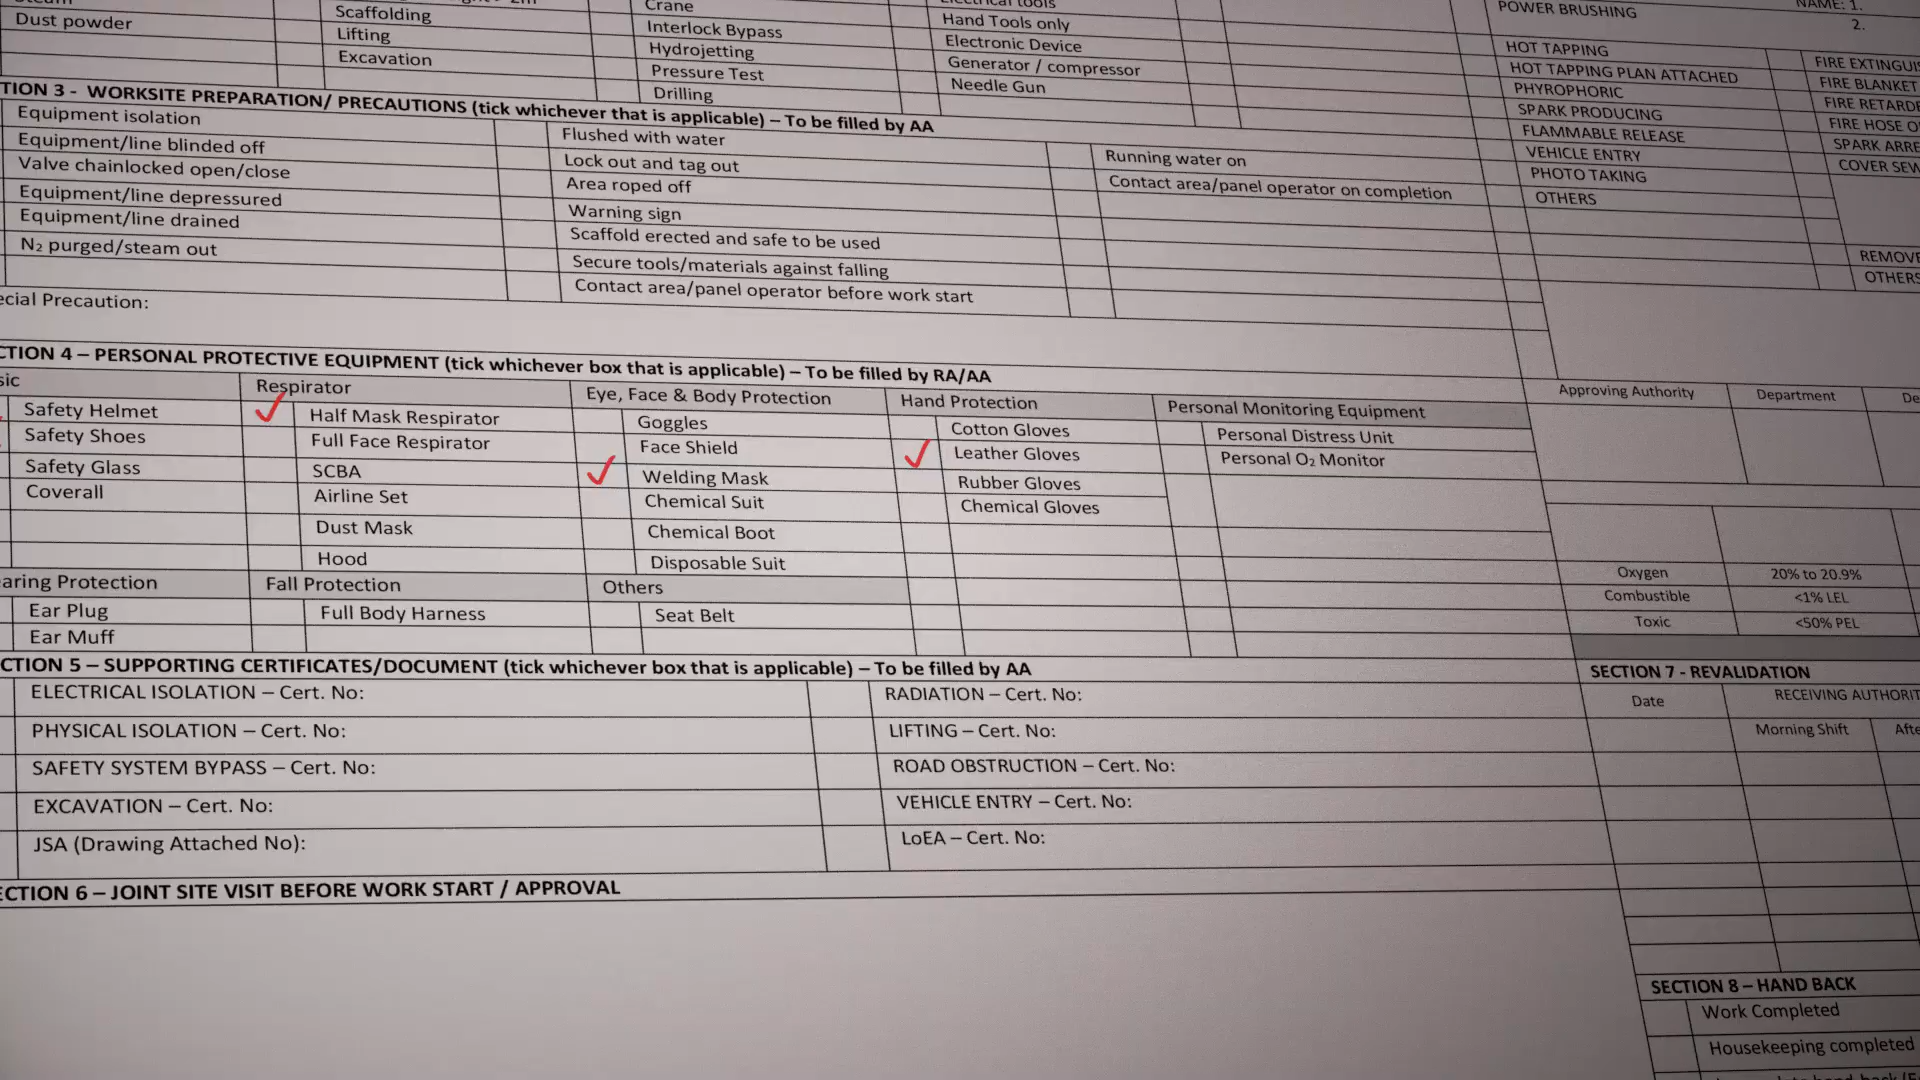 Dust powder
Scaffolding
Lifting
Excavation
Crane
Interlock Bypass
Hydrojetting
Pressure Test
Drilling
Hand Tools only
Electronic Device
Generator / compressor
Needle Gun
POWER BRUSHING
HOT TAPPING
HOT TAPPING PLAN ATTACHED
PHYROPHORIC
SPARK PRODUCING
FLAMMABLE RELEASE
VEHICLE ENTRY
PHOTO TAKING
OTHERS
NAME: 1.
2.
FIRE EXTINGUIS
FIRE BLANKET
FIRE RETARDE
FIRE HOSE O
SPARK ARRE
COVER SEW
REMOVE
OTHERS
TION 3 - WORKSITE PREPARATION/ PRECAUTIONS (tick whichever that is applicable) – To be filled by AA
Equipment isolation
Equipment/line blinded off
Valve chainlocked open/close
Equipment/line depressured
Equipment/line drained
N₂ purged/steam out
Flushed with water
Lock out and tag out
Area roped off
Warning sign
Scaffold erected and safe to be used
Secure tools/materials against falling
Contact area/panel operator before work start
Running water on
Contact area/panel operator on completion
ecial Precaution:
CTION 4 – PERSONAL PROTECTIVE EQUIPMENT (tick whichever box that is applicable) – To be filled by RA/AA
sic
Safety Helmet
Safety Shoes
Safety Glass
Coverall
Respirator
✓ Half Mask Respirator
Full Face Respirator
SCBA
Airline Set
Dust Mask
Hood
Eye, Face & Body Protection
Goggles
Face Shield
✓ Welding Mask
Chemical Suit
Chemical Boot
Disposable Suit
Hand Protection
Cotton Gloves
✓ Leather Gloves
Rubber Gloves
Chemical Gloves
Personal Monitoring Equipment
Personal Distress Unit
Personal O₂ Monitor
aring Protection
Ear Plug
Ear Muff
Fall Protection
Full Body Harness
Others
Seat Belt
Approving Authority
Department
De
Oxygen 20% to 20.9%
Combustible <1% LEL
Toxic <50% PEL
CTION 5 – SUPPORTING CERTIFICATES/DOCUMENT (tick whichever box that is applicable) – To be filled by AA
ELECTRICAL ISOLATION – Cert. No:
PHYSICAL ISOLATION – Cert. No:
SAFETY SYSTEM BYPASS – Cert. No:
EXCAVATION – Cert. No:
JSA (Drawing Attached No):
RADIATION – Cert. No:
LIFTING – Cert. No:
ROAD OBSTRUCTION – Cert. No:
VEHICLE ENTRY – Cert. No:
LoEA – Cert. No:
ECTION 6 – JOINT SITE VISIT BEFORE WORK START / APPROVAL
SECTION 7 - REVALIDATION
Date
RECEIVING AUTHORIT
Morning Shift
Afte
SECTION 8 – HAND BACK
Work Completed
Housekeeping completed